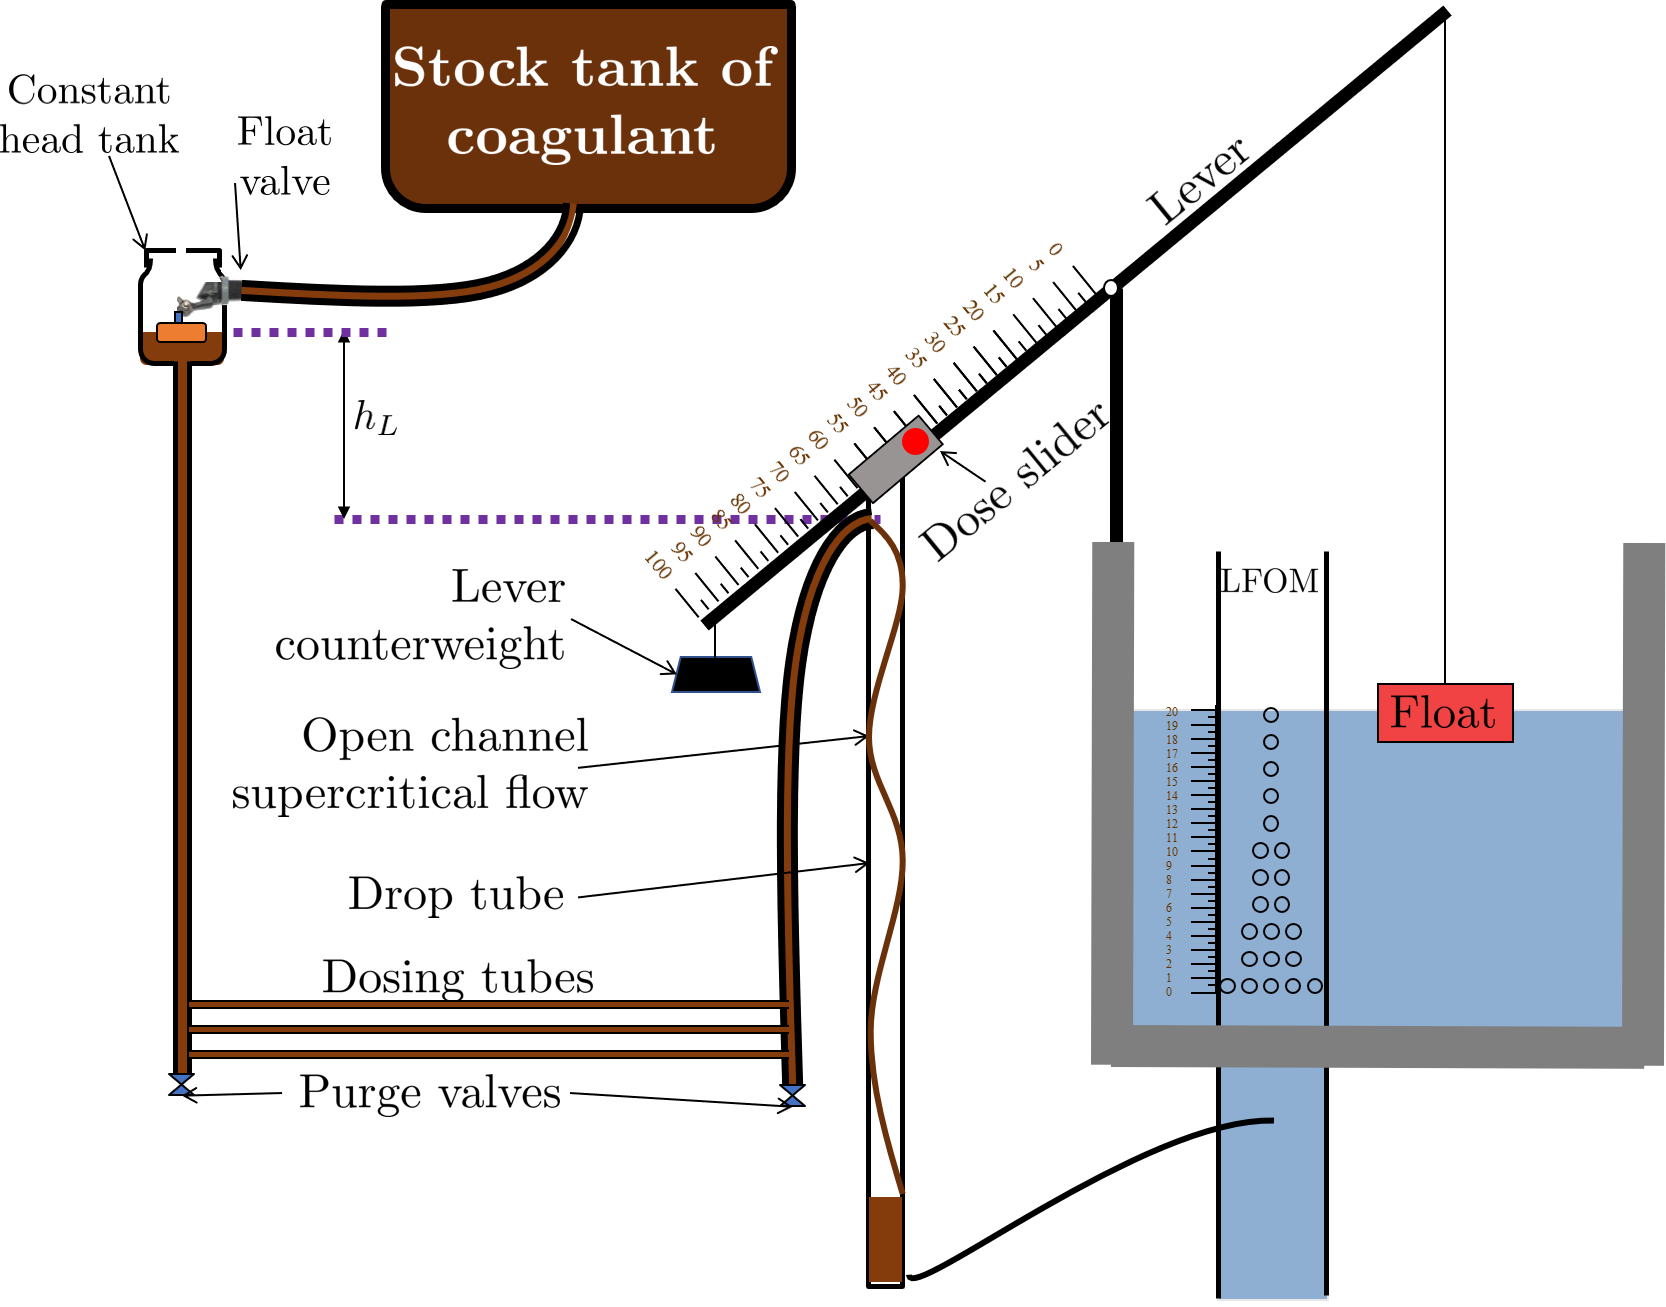 Stock tank of
coagulant
Constant
head tank
Float
valve
Lever
0
5
10
15
20
25
30
35
40
45
50
55
60
65
70
75
80
85
90
95
100
h_L
Dose slider
Lever
counterweight
LFOM
Float
Open channel
supercritical flow
Drop tube
Dosing tubes
Purge valves
20
19
18
17
16
15
14
13
12
11
10
9
8
7
6
5
4
3
2
1
0